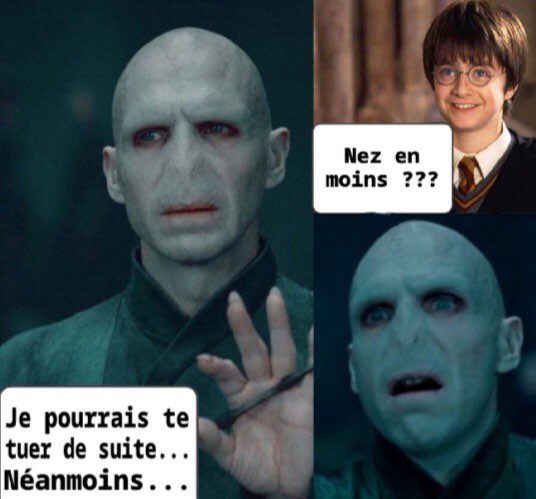 Je pourrais te
tuer de suite...
Néanmoins...
Nez en
moins ???